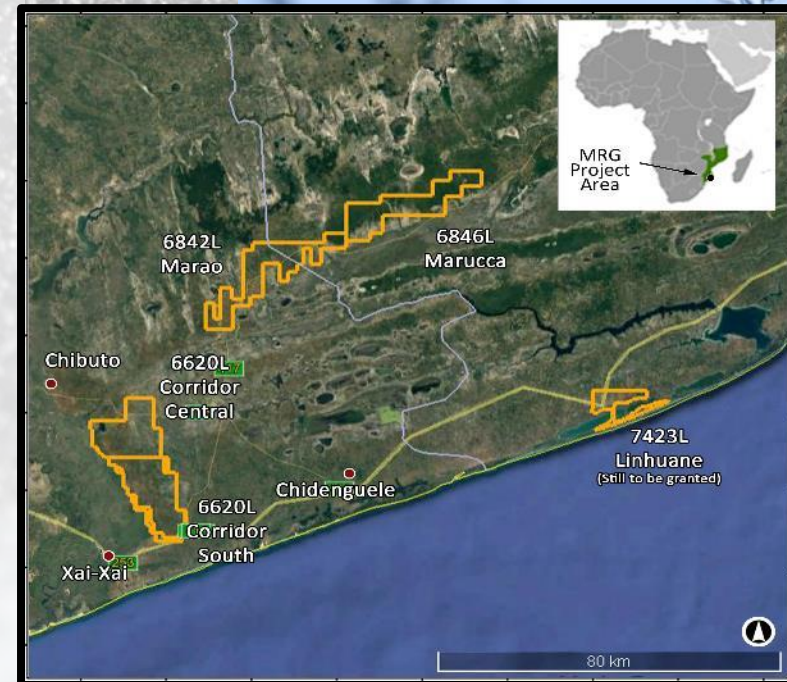 MRG
Project
Area
6842L
Marao
6846L
Marucca
Chibuto
6620L
Corridor
Central
7423L
Linhuane
(Still to be granted)
Chidenguele
6620L
Corridor
South
Xai-Xai
80 km